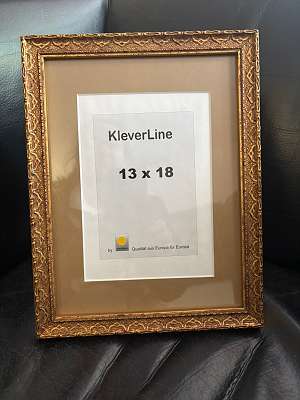 KleverLine
13 x 18
by Qualität aus Europa für Europa